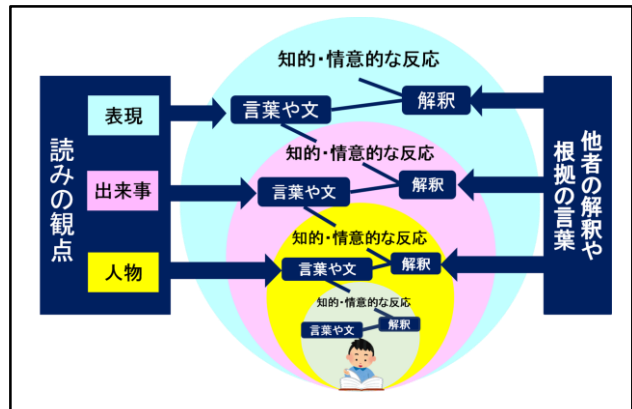 読みの観点
表現
出来事
人物
知的・情意的な反応
言葉や文
解釈
知的・情意的な反応
言葉や文
解釈
知的・情意的な反応
言葉や文
解釈
知的・情意的な反応
言葉や文
解釈
他者の解釈や
根拠の言葉